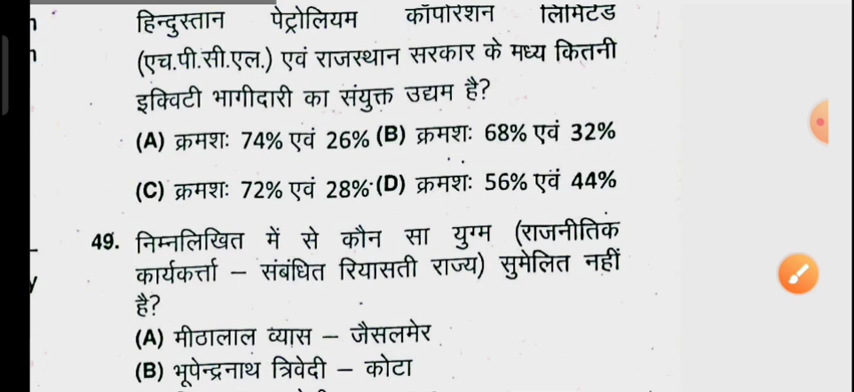 हिन्दुस्तान पेट्रोलियम कॉर्पोरेशन लिमिटेड
(एच.पी.सी.एल.) एवं राजस्थान सरकार के मध्य कितनी
इक्विटी भागीदारी का संयुक्त उद्यम है?
(A) क्रमशः 74% एवं 26% (B) क्रमशः 68% एवं 32%
(C) क्रमशः 72% एवं 28% (D) क्रमशः 56% एवं 44%
49. निम्नलिखित में से कौन सा युग्म (राजनीतिक
कार्यकर्त्ता – संबंधित रियासती राज्य) सुमेलित नहीं
है?
(A) मीठालाल व्यास – जैसलमेर
(B) भूपेन्द्रनाथ त्रिवेदी – कोटा